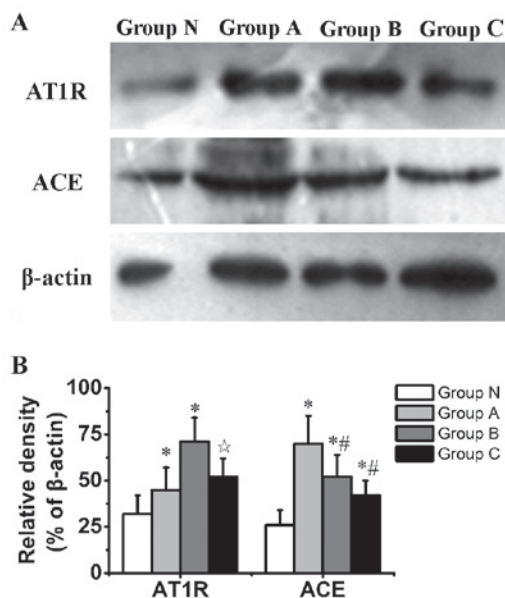 A
Group N Group A Group B Group C
AT1R
ACE
β-actin
B
Relative density
(% of β-actin)
100
75
50
25
0
* * ☆
* *# *#
AT1R ACE
Group N
Group A
Group B
Group C